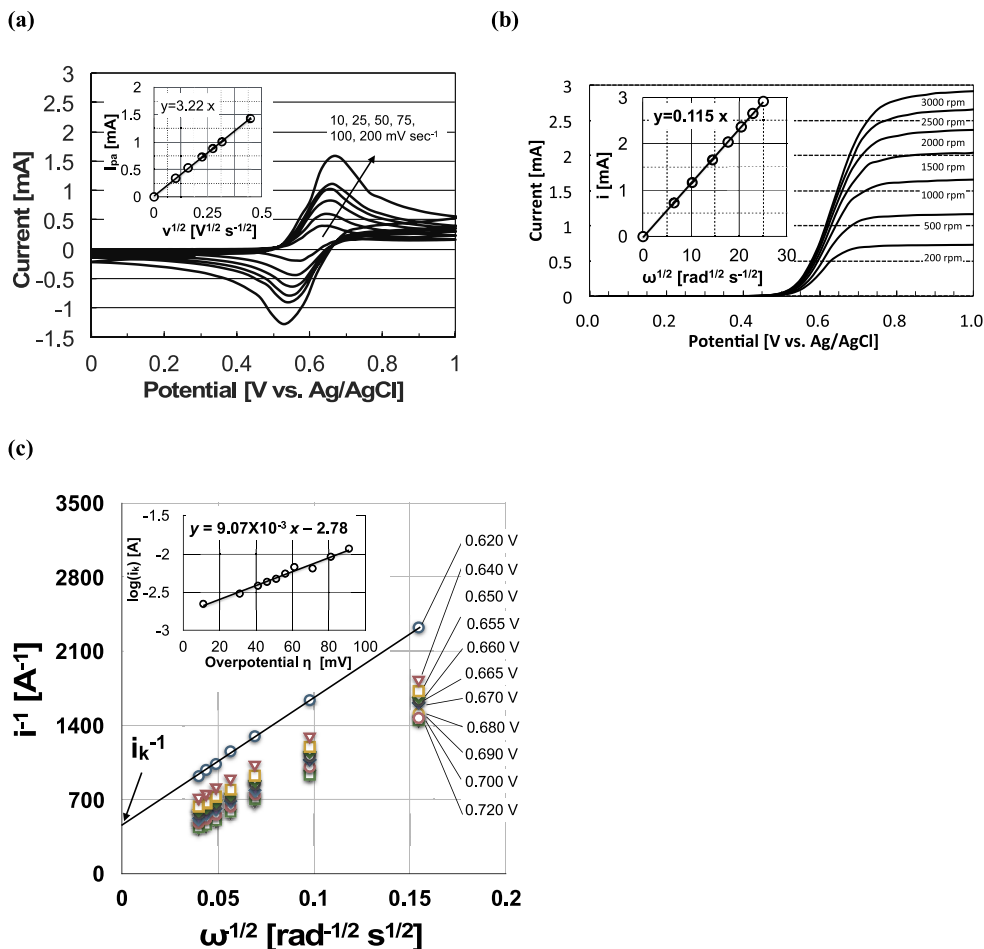 (a)
3
2.5
2
1.5
1
0.5
0
-0.5
-1
-1.5
Current [mA]
0
0.2
0.4
0.6
0.8
1
Potential [V vs. Ag/AgCl]
2
1.5
1
0.5
0
Ipa [mA]
y=3.22 x
0
0.25
0.5
v1/2 [V1/2 s-1/2]
10, 25, 50, 75,
100, 200 mV sec-1
(b)
3
2.5
2
1.5
1
0.5
0
Current [mA]
0.0
0.2
0.4
0.6
0.8
1.0
Potential [V vs. Ag/AgCl]
3
2
1
0
i [mA]
y=0.115 x
0
10
20
30
ω1/2 [rad1/2 s-1/2]
3000 rpm
2500 rpm
2000 rpm
1500 rpm
1000 rpm
500 rpm
200 rpm
(c)
3500
2800
2100
1400
700
0
i-1 [A-1]
0
0.05
0.1
0.15
0.2
ω-1/2 [rad-1/2 s1/2]
ik-1
-1.5
-2
-2.5
-3
log(ik) [A]
y = 9.07X10-3 x – 2.78
0
20
40
60
80
100
Overpotential η [mV]
0.620 V
0.640 V
0.650 V
0.655 V
0.660 V
0.665 V
0.670 V
0.680 V
0.690 V
0.700 V
0.720 V